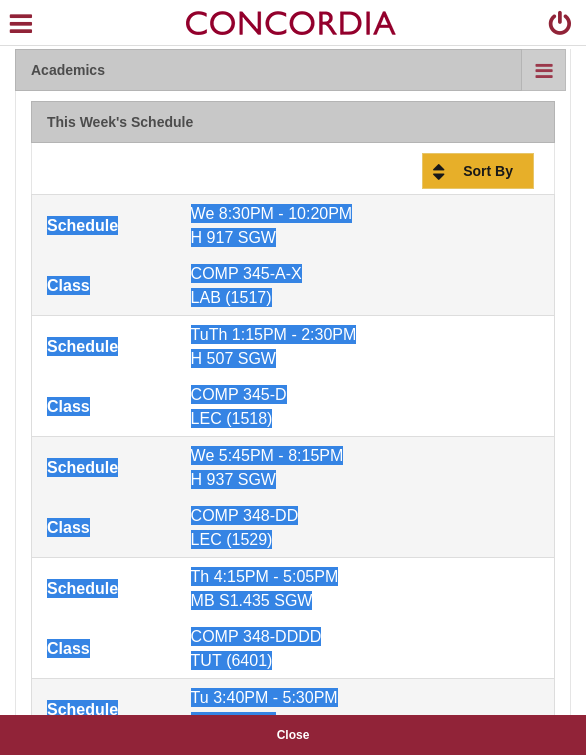 CONCORDIA
Academics
This Week's Schedule
Sort By
Schedule
We 8:30PM - 10:20PM
H 917 SGW
Class
COMP 345-A-X
LAB (1517)
Schedule
TuTh 1:15PM - 2:30PM
H 507 SGW
Class
COMP 345-D
LEC (1518)
Schedule
We 5:45PM - 8:15PM
H 937 SGW
Class
COMP 348-DD
LEC (1529)
Schedule
Th 4:15PM - 5:05PM
MB S1.435 SGW
Class
COMP 348-DDDD
TUT (6401)
Schedule
Tu 3:40PM - 5:30PM
Close